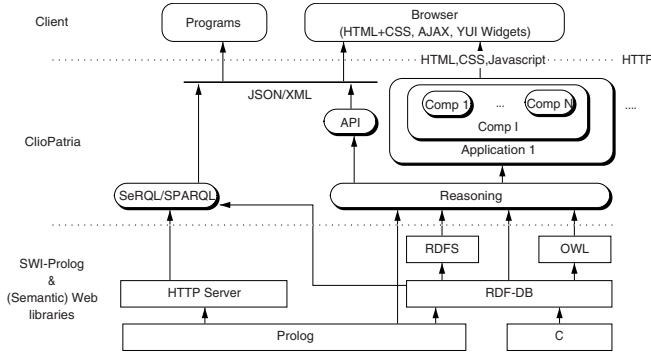 Client
Programs
Browser
(HTML+CSS, AJAX, YUI Widgets)
HTML,CSS,Javascript
HTTP
JSON/XML
ClioPatria
API
Comp 1
...
Comp N
Comp I
Application 1
....
SeRQL/SPARQL
Reasoning
SWI-Prolog
&
(Semantic) Web
libraries
RDFS
OWL
HTTP Server
RDF-DB
Prolog
C